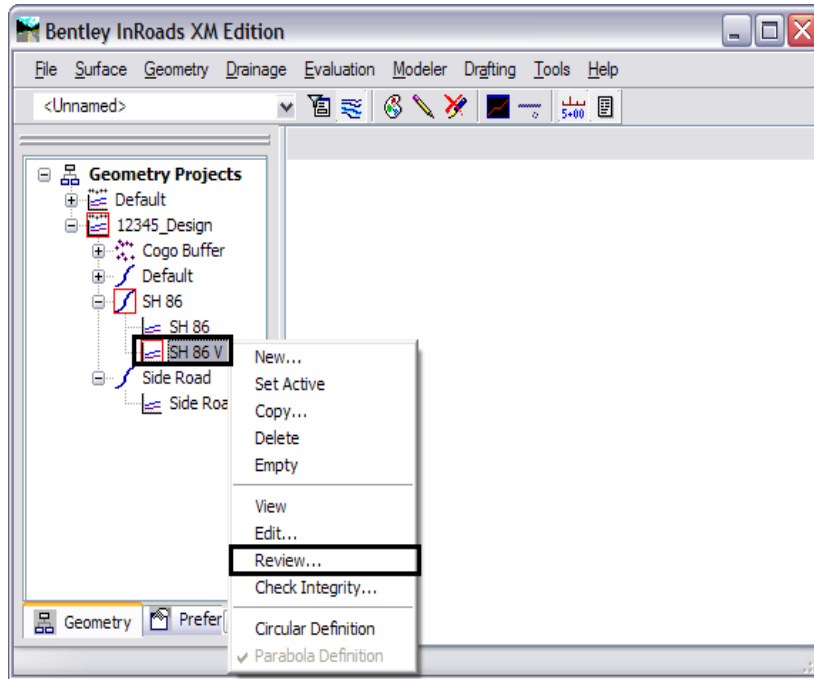 Bentley InRoads XM Edition
File Surface Geometry Drainage Evaluation Modeler Drafting Tools Help
<Unnamed>
5+00
Geometry Projects
Default
12345_Design
Cogo Buffer
Default
SH 86
SH 86
SH 86 V
Side Road
Side Roa
New...
Set Active
Copy...
Delete
Empty
View
Edit...
Review...
Check Integrity...
Circular Definition
Parabola Definition
Geometry Prefer